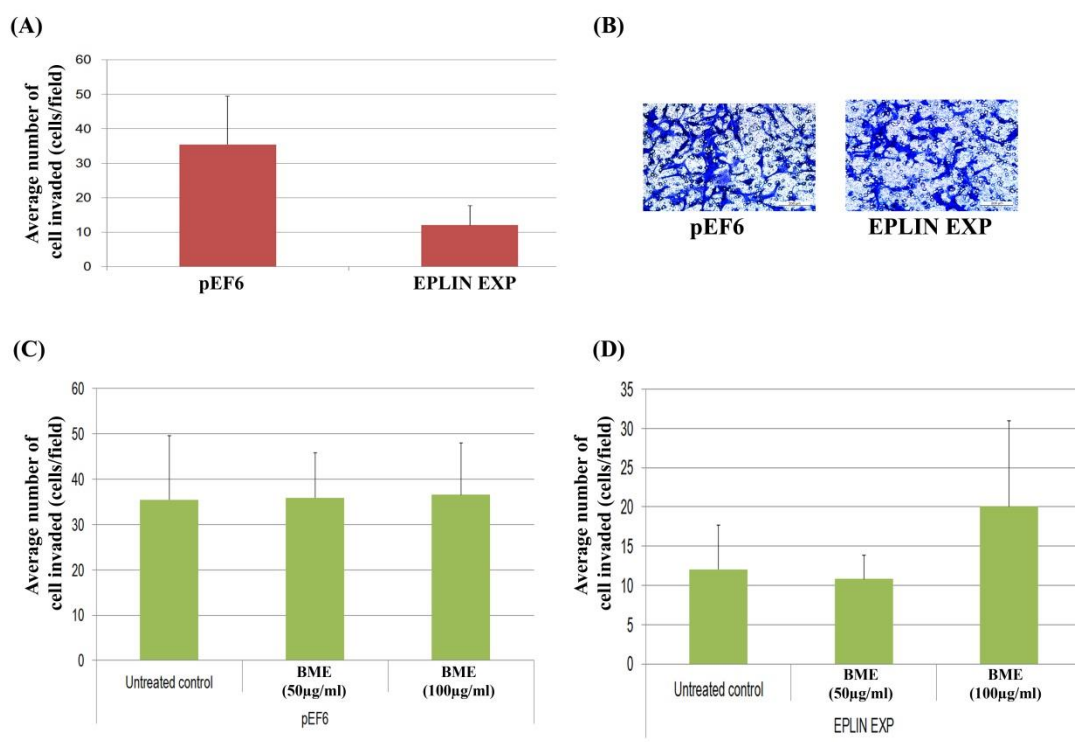 (A)
Average number of
cell invaded (cells/field)
60
50
40
30
20
10
0
pEF6
EPLIN EXP
(B)
pEF6
EPLIN EXP
(C)
Average number of
cell invaded (cells/field)
60
50
40
30
20
10
0
Untreated control
BME
(50µg/ml)
BME
(100µg/ml)
pEF6
(D)
Average number of
cell invaded (cells/field)
35
30
25
20
15
10
5
0
Untreated control
BME
(50µg/ml)
BME
(100µg/ml)
EPLIN EXP